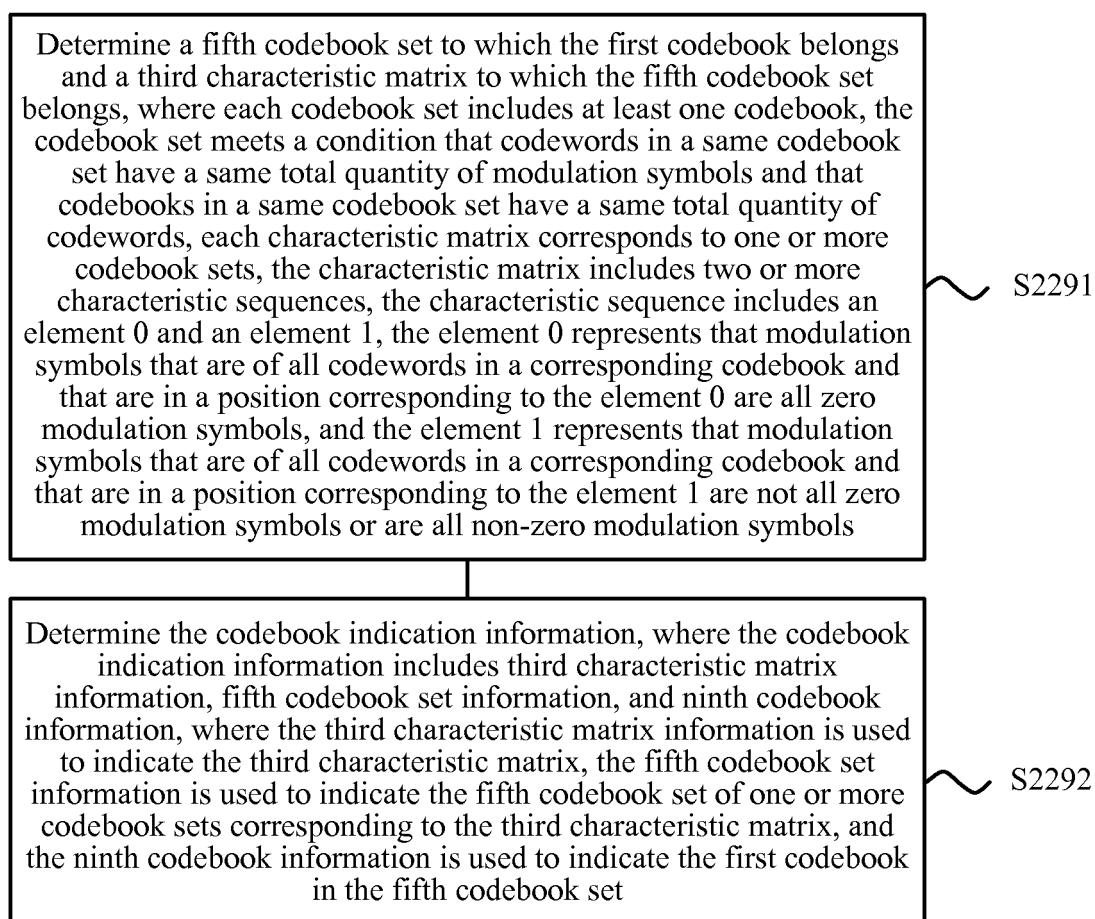 Determine a fifth codebook set to which the first codebook belongs
and a third characteristic matrix to which the fifth codebook set
belongs, where each codebook set includes at least one codebook, the
codebook set meets a condition that codewords in a same codebook
set have a same total quantity of modulation symbols and that
codebooks in a same codebook set have a same total quantity of
codewords, each characteristic matrix corresponds to one or more
codebook sets, the characteristic matrix includes two or more
characteristic sequences, the characteristic sequence includes an
element 0 and an element 1, the element 0 represents that modulation
symbols that are of all codewords in a corresponding codebook and
that are in a position corresponding to the element 0 are all zero
modulation symbols, and the element 1 represents that modulation
symbols that are of all codewords in a corresponding codebook and
that are in a position corresponding to the element 1 are not all zero
modulation symbols or are all non-zero modulation symbols
S2291
Determine the codebook indication information, where the codebook
indication information includes third characteristic matrix
information, fifth codebook set information, and ninth codebook
information, where the third characteristic matrix information is used
to indicate the third characteristic matrix, the fifth codebook set
information is used to indicate the fifth codebook set of one or more
codebook sets corresponding to the third characteristic matrix, and
the ninth codebook information is used to indicate the first codebook
in the fifth codebook set
S2292